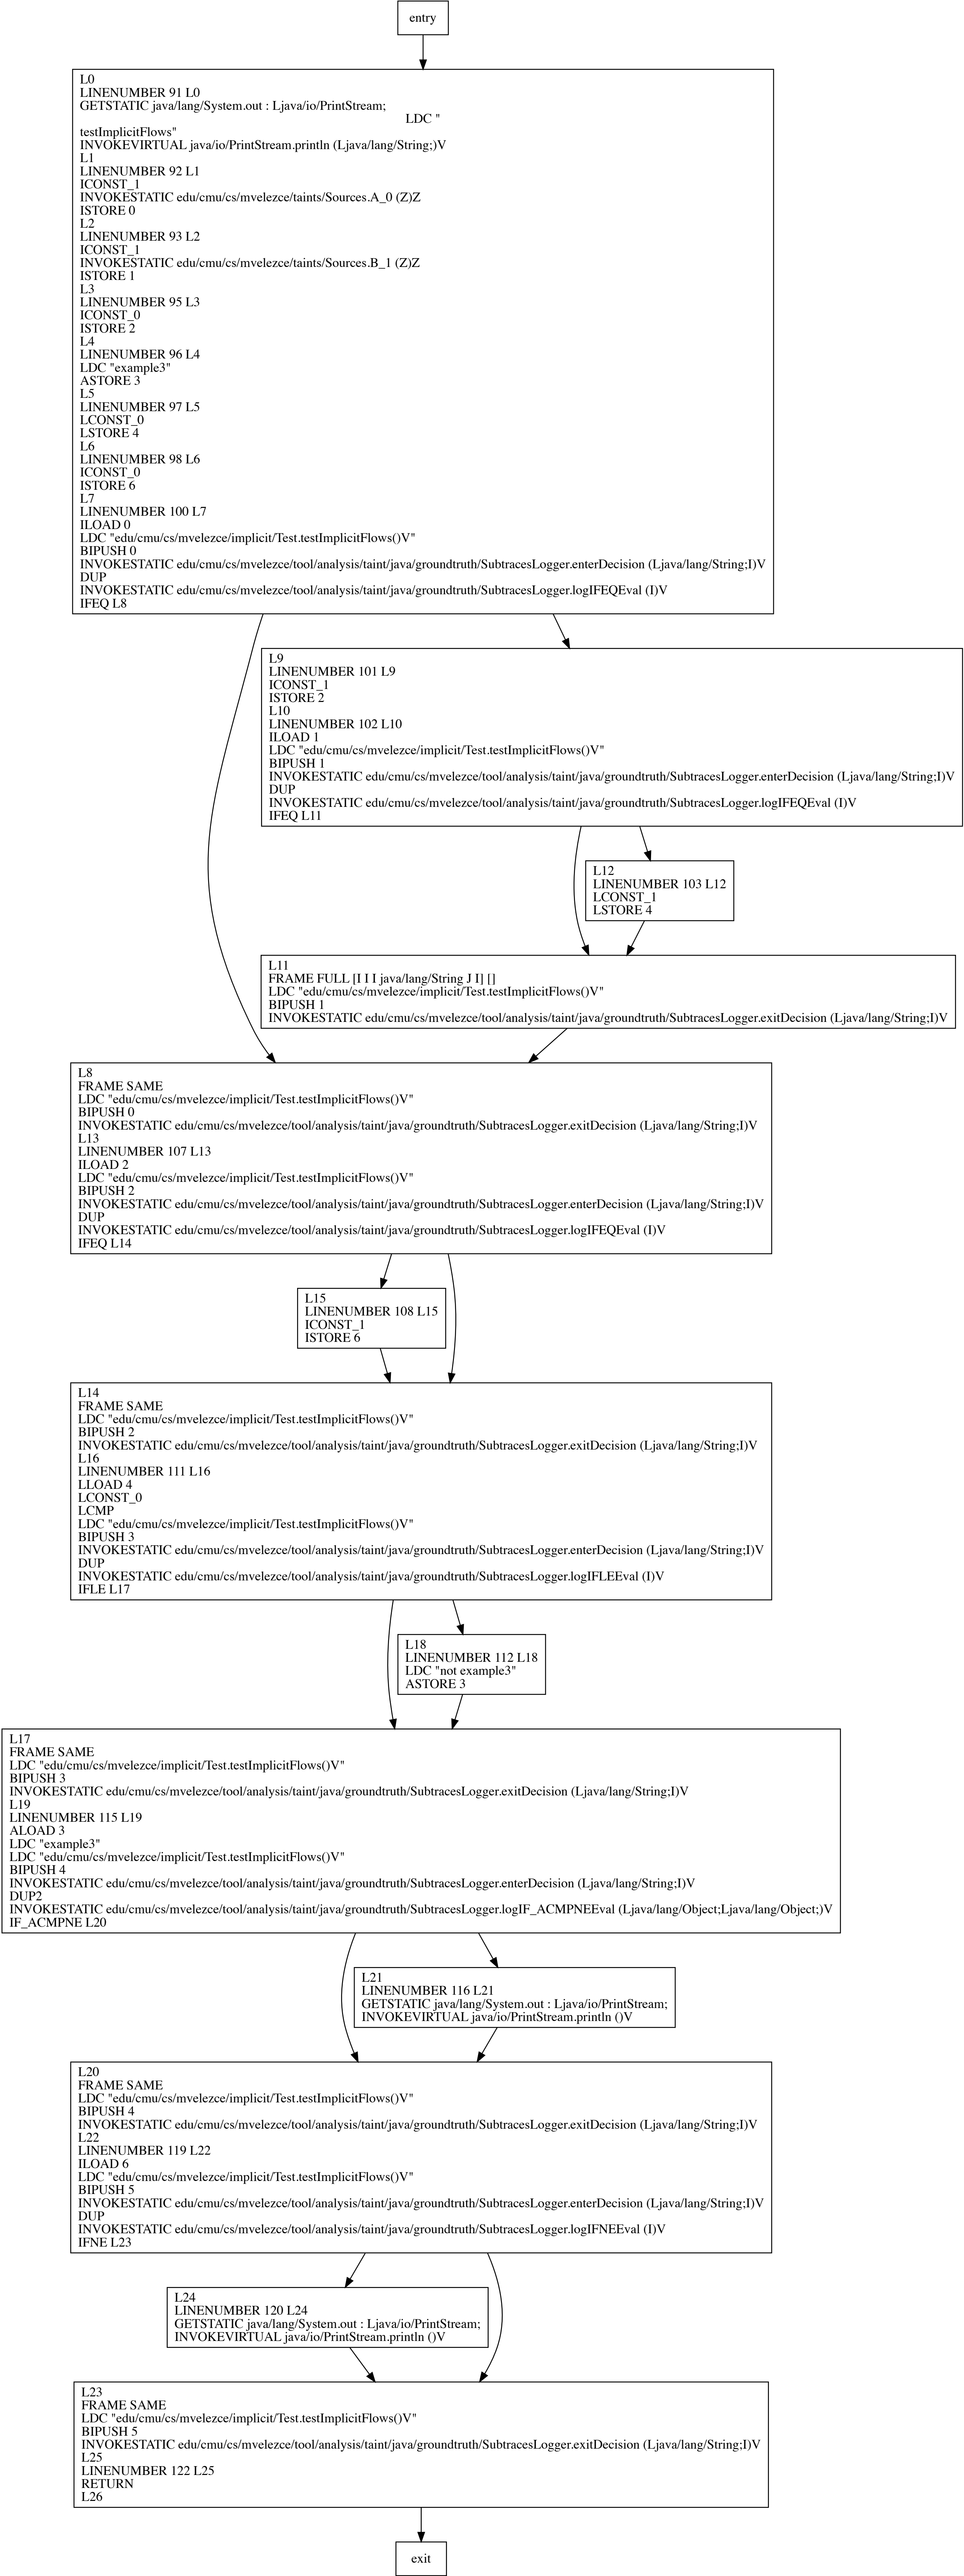 entry
L0
LINENUMBER 91 L0
GETSTATIC java/lang/System.out : Ljava/io/PrintStream;
LDC "
testImplicitFlows"
INVOKEVIRTUAL java/io/PrintStream.println (Ljava/lang/String;)V
L1
LINENUMBER 92 L1
ICONST_1
INVOKESTATIC edu/cmu/cs/mvelezce/taints/Sources.A_0 (Z)Z
ISTORE 0
L2
LINENUMBER 93 L2
ICONST_1
INVOKESTATIC edu/cmu/cs/mvelezce/taints/Sources.B_1 (Z)Z
ISTORE 1
L3
LINENUMBER 95 L3
ICONST_0
ISTORE 2
L4
LINENUMBER 96 L4
LDC "example3"
ASTORE 3
L5
LINENUMBER 97 L5
LCONST_0
LSTORE 4
L6
LINENUMBER 98 L6
ICONST_0
ISTORE 6
L7
LINENUMBER 100 L7
ILOAD 0
LDC "edu/cmu/cs/mvelezce/implicit/Test.testImplicitFlows()V"
BIPUSH 0
INVOKESTATIC edu/cmu/cs/mvelezce/tool/analysis/taint/java/groundtruth/SubtracesLogger.enterDecision (Ljava/lang/String;I)V
DUP
INVOKESTATIC edu/cmu/cs/mvelezce/tool/analysis/taint/java/groundtruth/SubtracesLogger.logIFEQEval (I)V
IFEQ L8
L9
LINENUMBER 101 L9
ICONST_1
ISTORE 2
L10
LINENUMBER 102 L10
ILOAD 1
LDC "edu/cmu/cs/mvelezce/implicit/Test.testImplicitFlows()V"
BIPUSH 1
INVOKESTATIC edu/cmu/cs/mvelezce/tool/analysis/taint/java/groundtruth/SubtracesLogger.enterDecision (Ljava/lang/String;I)V
DUP
INVOKESTATIC edu/cmu/cs/mvelezce/tool/analysis/taint/java/groundtruth/SubtracesLogger.logIFEQEval (I)V
IFEQ L11
L12
LINENUMBER 103 L12
LCONST_1
LSTORE 4
L11
FRAME FULL [I I I java/lang/String J I] []
LDC "edu/cmu/cs/mvelezce/implicit/Test.testImplicitFlows()V"
BIPUSH 1
INVOKESTATIC edu/cmu/cs/mvelezce/tool/analysis/taint/java/groundtruth/SubtracesLogger.exitDecision (Ljava/lang/String;I)V
L8
FRAME SAME
LDC "edu/cmu/cs/mvelezce/implicit/Test.testImplicitFlows()V"
BIPUSH 0
INVOKESTATIC edu/cmu/cs/mvelezce/tool/analysis/taint/java/groundtruth/SubtracesLogger.exitDecision (Ljava/lang/String;I)V
L13
LINENUMBER 107 L13
ILOAD 2
LDC "edu/cmu/cs/mvelezce/implicit/Test.testImplicitFlows()V"
BIPUSH 2
INVOKESTATIC edu/cmu/cs/mvelezce/tool/analysis/taint/java/groundtruth/SubtracesLogger.enterDecision (Ljava/lang/String;I)V
DUP
INVOKESTATIC edu/cmu/cs/mvelezce/tool/analysis/taint/java/groundtruth/SubtracesLogger.logIFEQEval (I)V
IFEQ L14
L15
LINENUMBER 108 L15
ICONST_1
ISTORE 6
L14
FRAME SAME
LDC "edu/cmu/cs/mvelezce/implicit/Test.testImplicitFlows()V"
BIPUSH 2
INVOKESTATIC edu/cmu/cs/mvelezce/tool/analysis/taint/java/groundtruth/SubtracesLogger.exitDecision (Ljava/lang/String;I)V
L16
LINENUMBER 111 L16
LLOAD 4
LCONST_0
LCMP
LDC "edu/cmu/cs/mvelezce/implicit/Test.testImplicitFlows()V"
BIPUSH 3
INVOKESTATIC edu/cmu/cs/mvelezce/tool/analysis/taint/java/groundtruth/SubtracesLogger.enterDecision (Ljava/lang/String;I)V
DUP
INVOKESTATIC edu/cmu/cs/mvelezce/tool/analysis/taint/java/groundtruth/SubtracesLogger.logIFLEEval (I)V
IFLE L17
L18
LINENUMBER 112 L18
LDC "not example3"
ASTORE 3
L17
FRAME SAME
LDC "edu/cmu/cs/mvelezce/implicit/Test.testImplicitFlows()V"
BIPUSH 3
INVOKESTATIC edu/cmu/cs/mvelezce/tool/analysis/taint/java/groundtruth/SubtracesLogger.exitDecision (Ljava/lang/String;I)V
L19
LINENUMBER 115 L19
ALOAD 3
LDC "example3"
LDC "edu/cmu/cs/mvelezce/implicit/Test.testImplicitFlows()V"
BIPUSH 4
INVOKESTATIC edu/cmu/cs/mvelezce/tool/analysis/taint/java/groundtruth/SubtracesLogger.enterDecision (Ljava/lang/String;I)V
DUP2
INVOKESTATIC edu/cmu/cs/mvelezce/tool/analysis/taint/java/groundtruth/SubtracesLogger.logIF_ACMPNEEval (Ljava/lang/Object;Ljava/lang/Object;)V
IF_ACMPNE L20
L21
LINENUMBER 116 L21
GETSTATIC java/lang/System.out : Ljava/io/PrintStream;
INVOKEVIRTUAL java/io/PrintStream.println ()V
L20
FRAME SAME
LDC "edu/cmu/cs/mvelezce/implicit/Test.testImplicitFlows()V"
BIPUSH 4
INVOKESTATIC edu/cmu/cs/mvelezce/tool/analysis/taint/java/groundtruth/SubtracesLogger.exitDecision (Ljava/lang/String;I)V
L22
LINENUMBER 119 L22
ILOAD 6
LDC "edu/cmu/cs/mvelezce/implicit/Test.testImplicitFlows()V"
BIPUSH 5
INVOKESTATIC edu/cmu/cs/mvelezce/tool/analysis/taint/java/groundtruth/SubtracesLogger.enterDecision (Ljava/lang/String;I)V
DUP
INVOKESTATIC edu/cmu/cs/mvelezce/tool/analysis/taint/java/groundtruth/SubtracesLogger.logIFNEEval (I)V
IFNE L23
L24
LINENUMBER 120 L24
GETSTATIC java/lang/System.out : Ljava/io/PrintStream;
INVOKEVIRTUAL java/io/PrintStream.println ()V
L23
FRAME SAME
LDC "edu/cmu/cs/mvelezce/implicit/Test.testImplicitFlows()V"
BIPUSH 5
INVOKESTATIC edu/cmu/cs/mvelezce/tool/analysis/taint/java/groundtruth/SubtracesLogger.exitDecision (Ljava/lang/String;I)V
L25
LINENUMBER 122 L25
RETURN
L26
exit